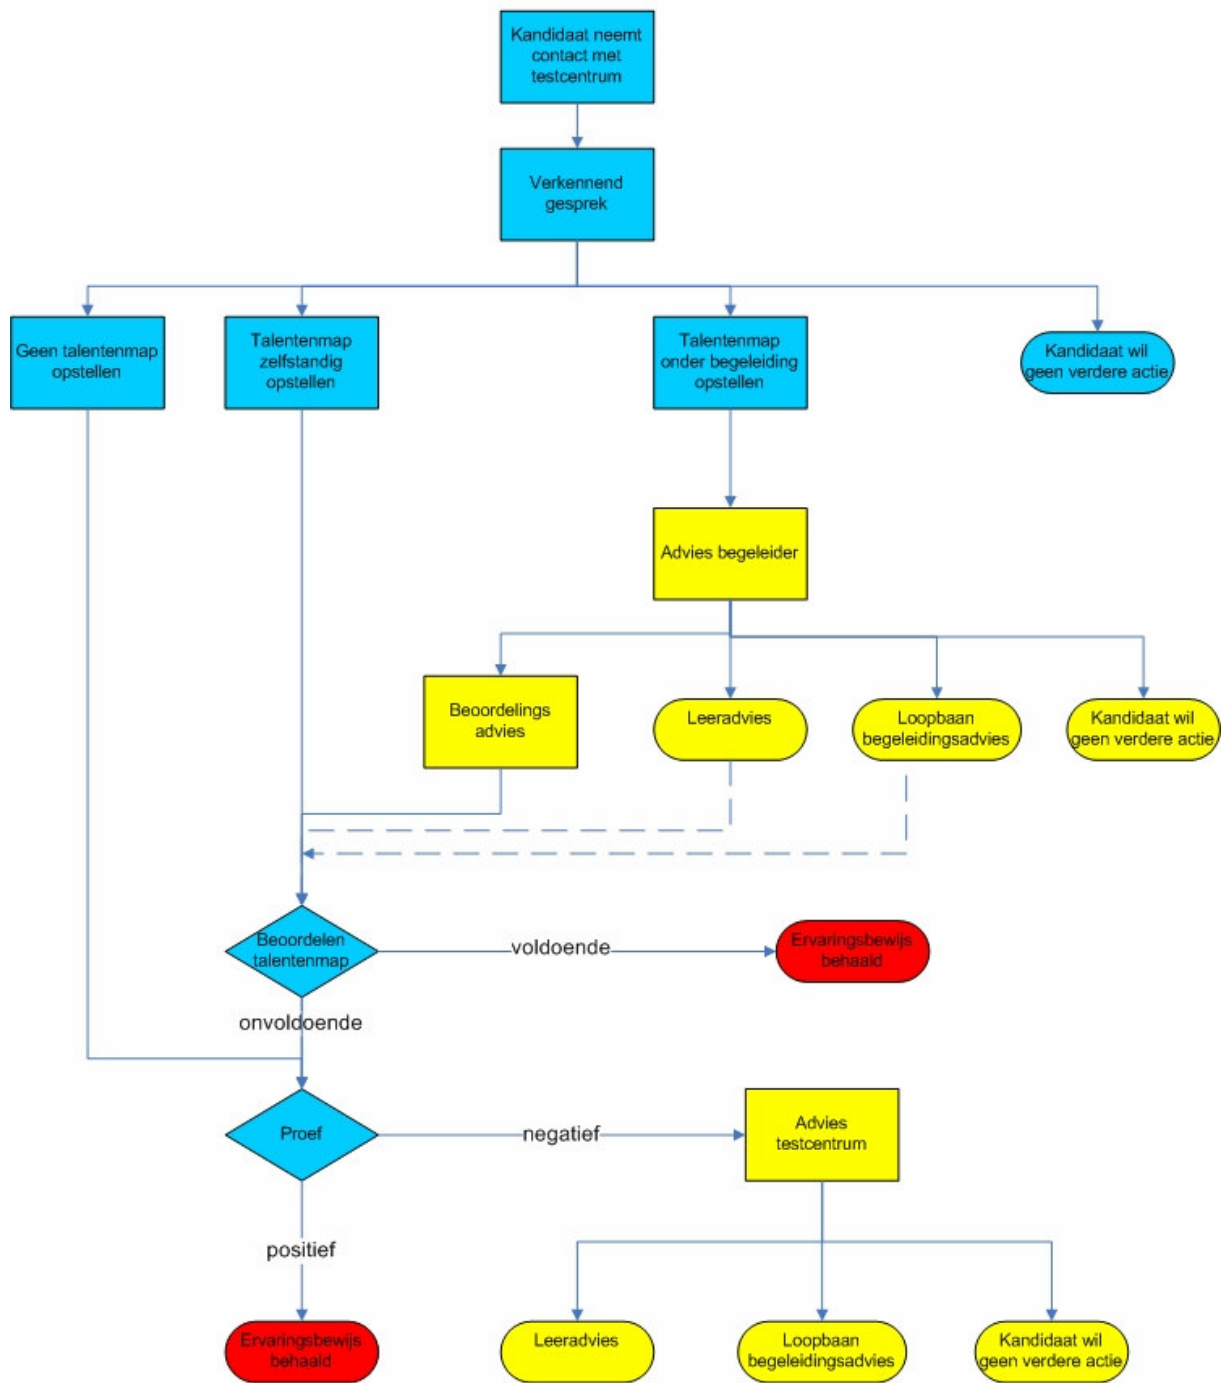 Kandidaat neemt
contact met
testcentrum
Verkennend
gesprek
Geen talentenmap
opstellen
Talentenmap
zelfstandig
opstellen
Talentenmap
onder begeleiding
opstellen
Kandidaat wil
geen verdere actie
Advies begeleider
Beoordelings
advies
Leeradvies
Loopbaan
begeleidingsadvies
Kandidaat wil
geen verdere actie
Beoordelen
talentenmap
voldoende
Ervaringsbewijs
behaald
onvoldoende
Proef
negatief
Advies
testcentrum
positief
Ervaringsbewijs
behaald
Leeradvies
Loopbaan
begeleidingsadvies
Kandidaat wil
geen verdere actie